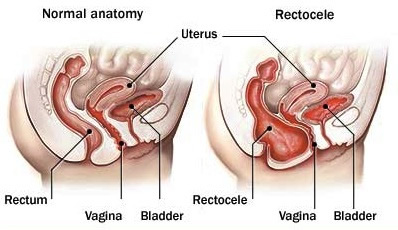 Normal anatomy
Rectocele
Uterus
Rectum
Vagina
Bladder
Rectocele
Vagina
Bladder